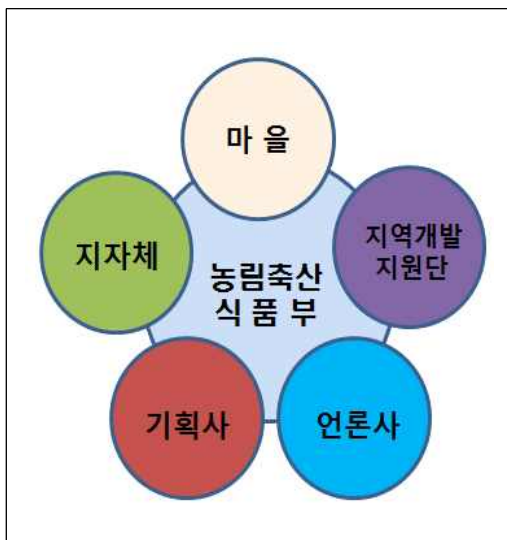 마 을
지자체
지역개발
지원단
농림축산
식 품 부
기획사
언론사